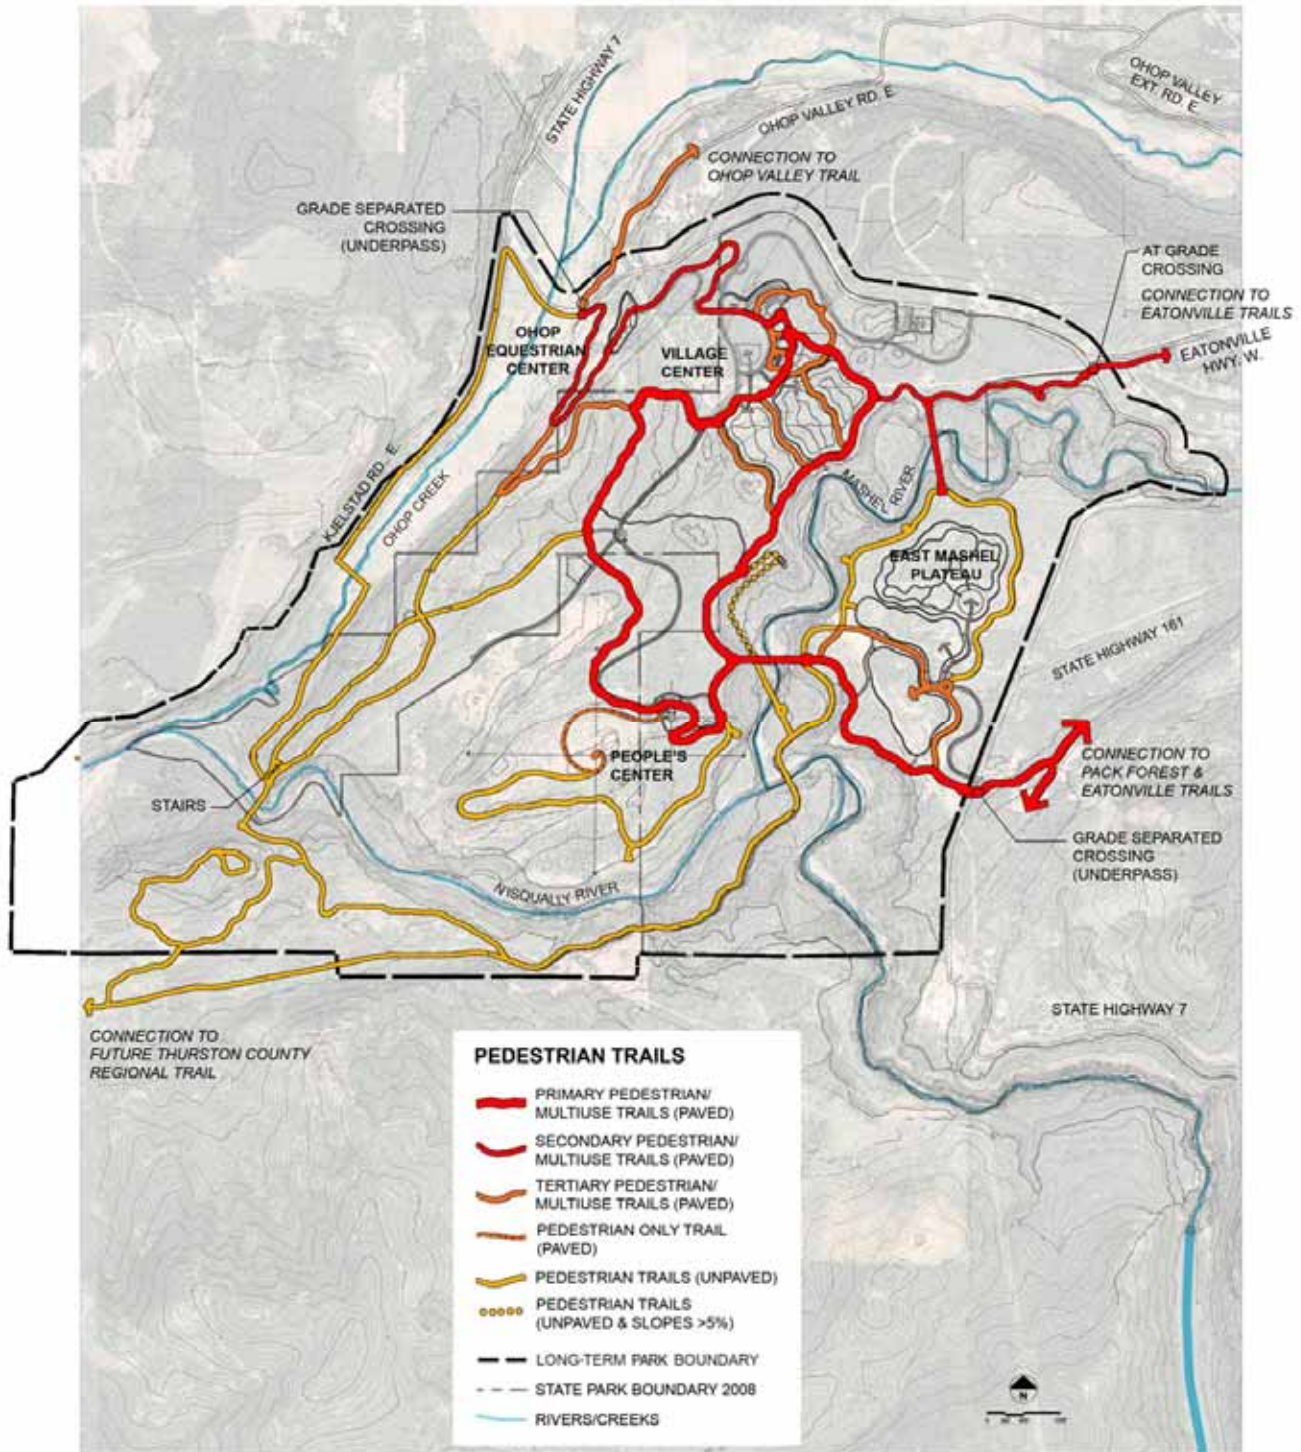 STATE HIGHWAY 7
OHOP VALLEY
EXT. RD. E.
OHOP VALLEY RD. E.
CONNECTION TO
OHOP VALLEY TRAIL
GRADE SEPARATED
CROSSING
(UNDERPASS)
AT GRADE
CROSSING
CONNECTION TO
EATONVILLE TRAILS
EATONVILLE
HWY. W.
OHOP
EQUESTRIAN
CENTER
VILLAGE
CENTER
KJELSTAD RD. E.
OHOP CREEK
MASHEL RIVER
EAST MASHEL
PLATEAU
STATE HIGHWAY 161
STAIRS
PEOPLE'S
CENTER
CONNECTION TO
PACK FOREST &
EATONVILLE TRAILS
GRADE SEPARATED
CROSSING
(UNDERPASS)
NISQUALLY RIVER
STATE HIGHWAY 7
CONNECTION TO
FUTURE THURSTON COUNTY
REGIONAL TRAIL
PEDESTRIAN TRAILS
PRIMARY PEDESTRIAN/
MULTIUSE TRAILS (PAVED)
SECONDARY PEDESTRIAN/
MULTIUSE TRAILS (PAVED)
TERTIARY PEDESTRIAN/
MULTIUSE TRAILS (PAVED)
PEDESTRIAN ONLY TRAIL
(PAVED)
PEDESTRIAN TRAILS (UNPAVED)
PEDESTRIAN TRAILS
(UNPAVED & SLOPES >5%)
LONG-TERM PARK BOUNDARY
STATE PARK BOUNDARY 2008
RIVERS/CREEKS
N